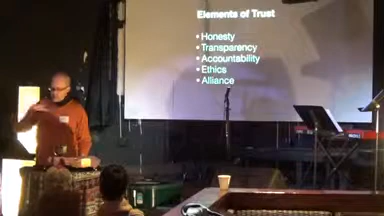 Elements of Trust
• Honesty
• Transparency
• Accountability
• Ethics
• Alliance